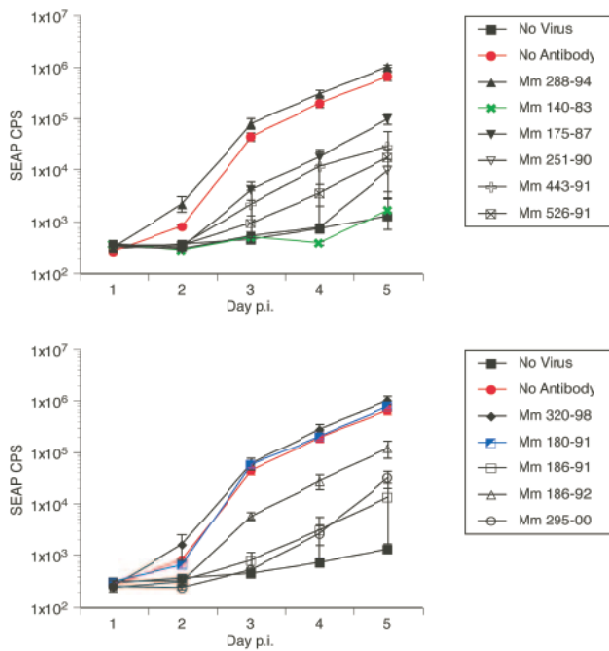 1x10⁷
1x10⁶
1x10⁵
1x10⁴
1x10³
1x10²
SEAP CPS
1 2 3 4 5
Day p.i.
No Virus
No Antibody
Mm 288-94
Mm 140-83
Mm 175-87
Mm 251-90
Mm 443-91
Mm 526-91
1x10⁷
1x10⁶
1x10⁵
1x10⁴
1x10³
1x10²
SEAP CPS
1 2 3 4 5
Day p.i.
No Virus
No Antibody
Mm 320-98
Mm 180-91
Mm 186-91
Mm 186-92
Mm 295-00